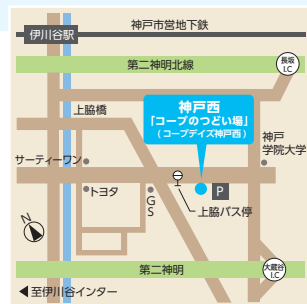 神戸市営地下鉄
伊川谷駅
長坂
I.C
第二神明北線
神戸西
「コープのつどい場」
(コープデイズ神戸西)
上脇橋
神戸
学院大学
サーティーワン
トヨタ
GS
P
上脇バス停
N
第二神明
大蔵谷
I.C
◀至伊川谷インター